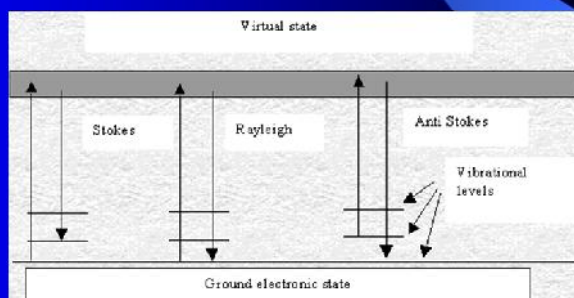 Virtual state
Stokes
Rayleigh
Anti Stokes
Vibrational
levels
Ground electronic state